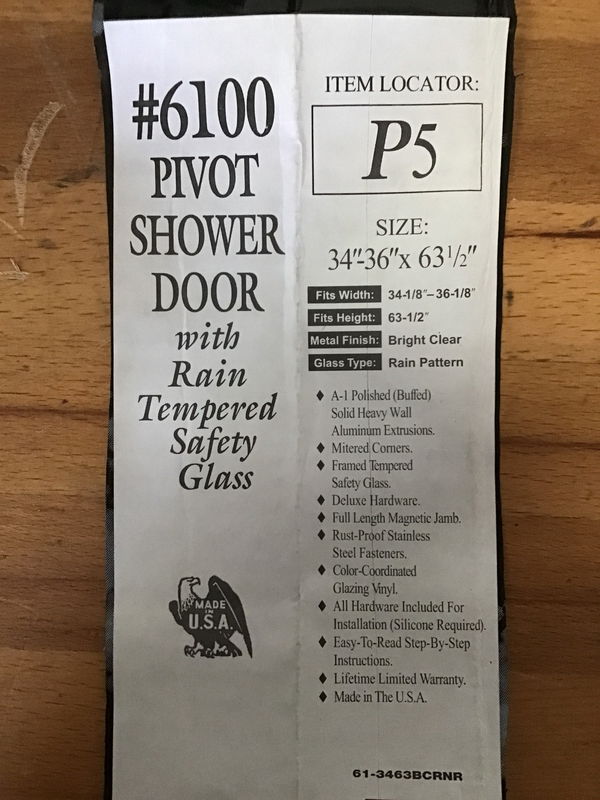 #6100
PIVOT
SHOWER
DOOR
with
Rain
Tempered
Safety
Glass
MADE
IN
U.S.A.
ITEM LOCATOR:
P5
SIZE:
34"-36"x 63 1/2"
Fits Width: 34-1/8"–36-1/8"
Fits Height: 63-1/2"
Metal Finish: Bright Clear
Glass Type: Rain Pattern
♦ A-1 Polished (Buffed)
Solid Heavy Wall
Aluminum Extrusions.
♦ Mitered Corners.
♦ Framed Tempered
Safety Glass.
♦ Deluxe Hardware.
♦ Full Length Magnetic Jamb.
♦ Rust-Proof Stainless
Steel Fasteners.
♦ Color-Coordinated
Glazing Vinyl.
♦ All Hardware Included For
Installation (Silicone Required).
♦ Easy-To-Read Step-By-Step
Instructions.
♦ Lifetime Limited Warranty.
♦ Made in The U.S.A.
61-3463BCRNR